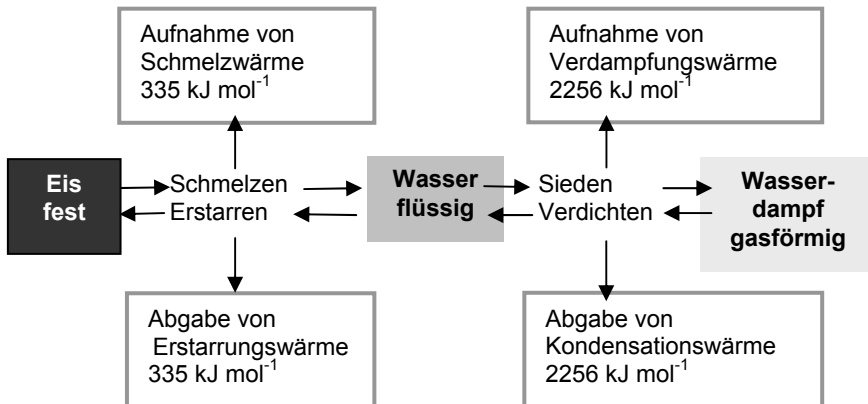 Aufnahme von
Schmelzwärme
335 kJ mol⁻¹
Aufnahme von
Verdampfungswärme
2256 kJ mol⁻¹
Eis
fest
Schmelzen
Erstarren
Wasser
flüssig
Sieden
Verdichten
Wasser-
dampf
gasförmig
Abgabe von
Erstarrungswärme
335 kJ mol⁻¹
Abgabe von
Kondensationswärme
2256 kJ mol⁻¹